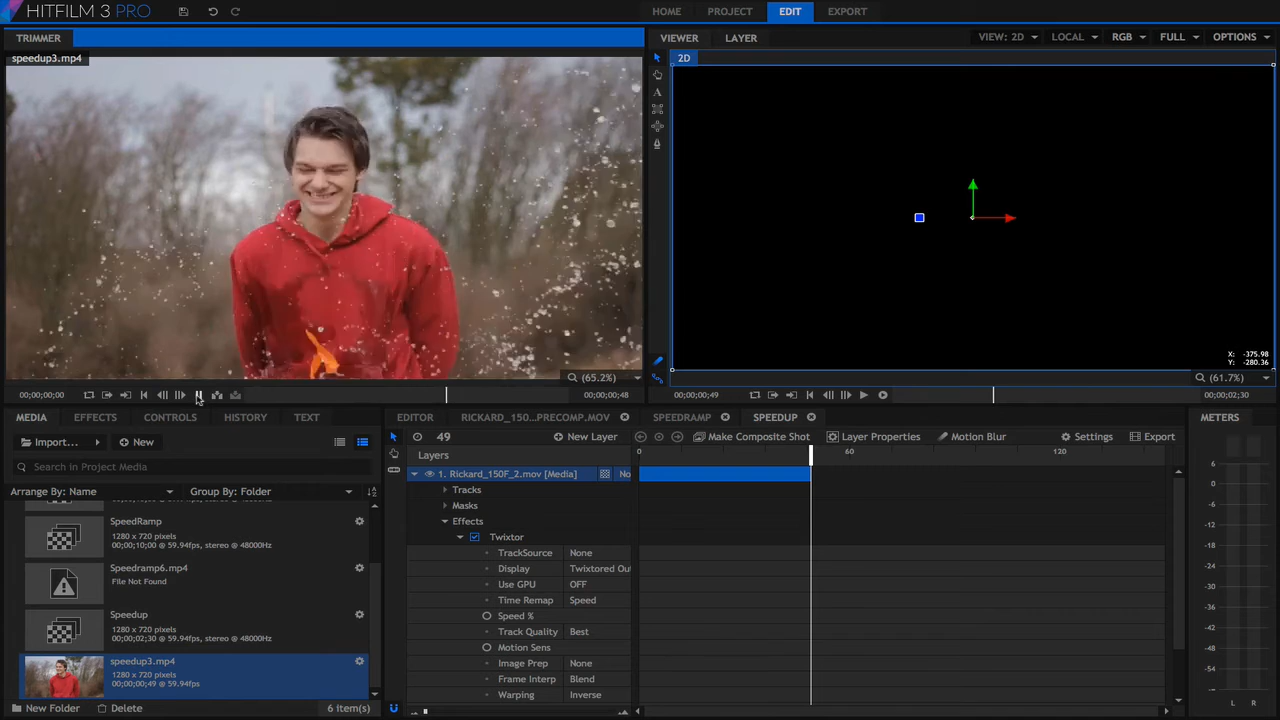 HITFILM 3 PRO
HOME PROJECT EDIT EXPORT
TRIMMER
speedup3.mp4
VIEWER LAYER VIEW: 2D LOCAL RGB FULL OPTIONS
2D
X: -375.98
Y: -280.36
(65.2%)
(61.7%)
00;00;00;00
00;00;00;48
00;00;00;49
00;00;02;30
MEDIA EFFECTS CONTROLS HISTORY TEXT
Import... New
Search in Project Media
Arrange By: Name Group By: Folder
SpeedRamp
1280 x 720 pixels
00;00;10;00 @ 59.94fps, stereo @ 48000Hz
Speedramp6.mp4
File Not Found
Speedup
1280 x 720 pixels
00;00;02;30 @ 59.94fps, stereo @ 48000Hz
speedup3.mp4
1280 x 720 pixels
00;00;00;49 @ 59.94fps
New Folder Delete 6 item(s)
EDITOR RICKARD_150...PRECOMP.MOV SPEEDRAMP SPEEDUP
49 New Layer Make Composite Shot Layer Properties Motion Blur Settings Export
Layers 0 60 120
1. Rickard_150F_2.mov [Media] No
Tracks
Masks
Effects
Twixtor
TrackSource None
Display Twixtored Out
Use GPU OFF
Time Remap Speed
Speed %
Track Quality Best
Motion Sens
Image Prep None
Frame Interp Blend
Warping Inverse
METERS
6
0
-6
-12
-18
-24
-30
-36
-42
-48
-54
L R